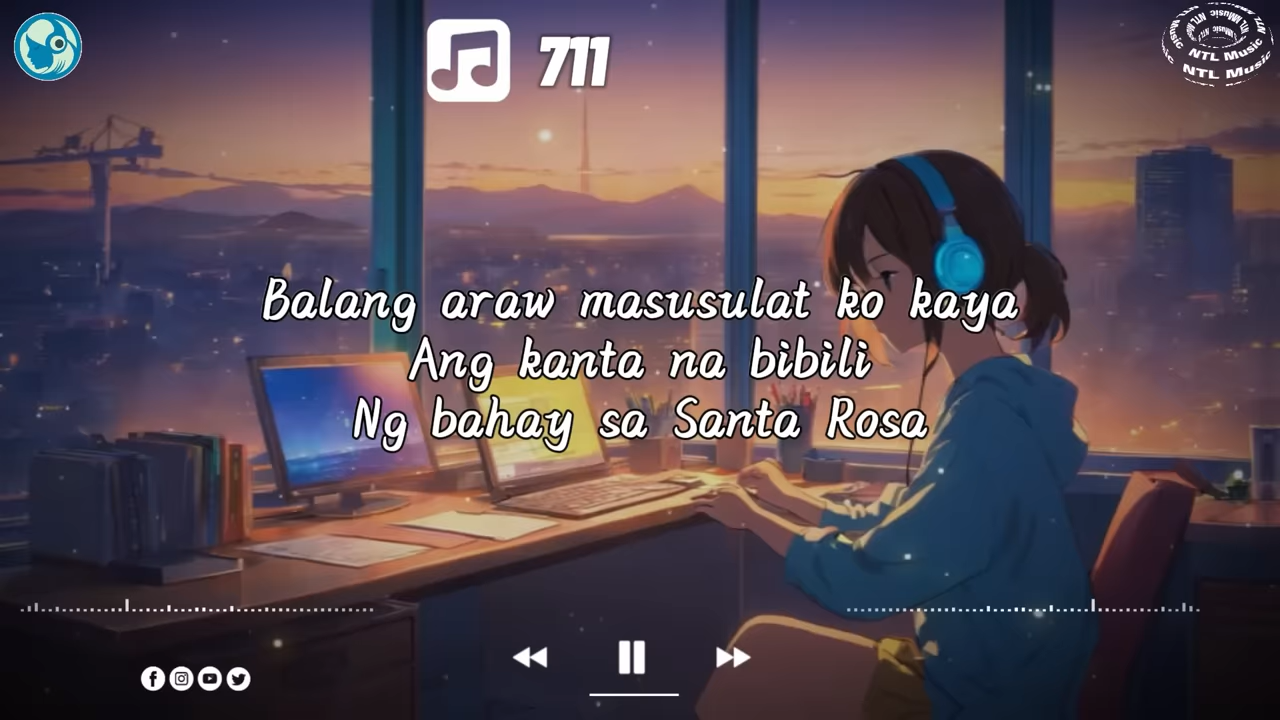 711
NTL Music
NTL Music
Balang araw masusulat ko kaya
Ang kanta na bibili
Ng bahay sa Santa Rosa